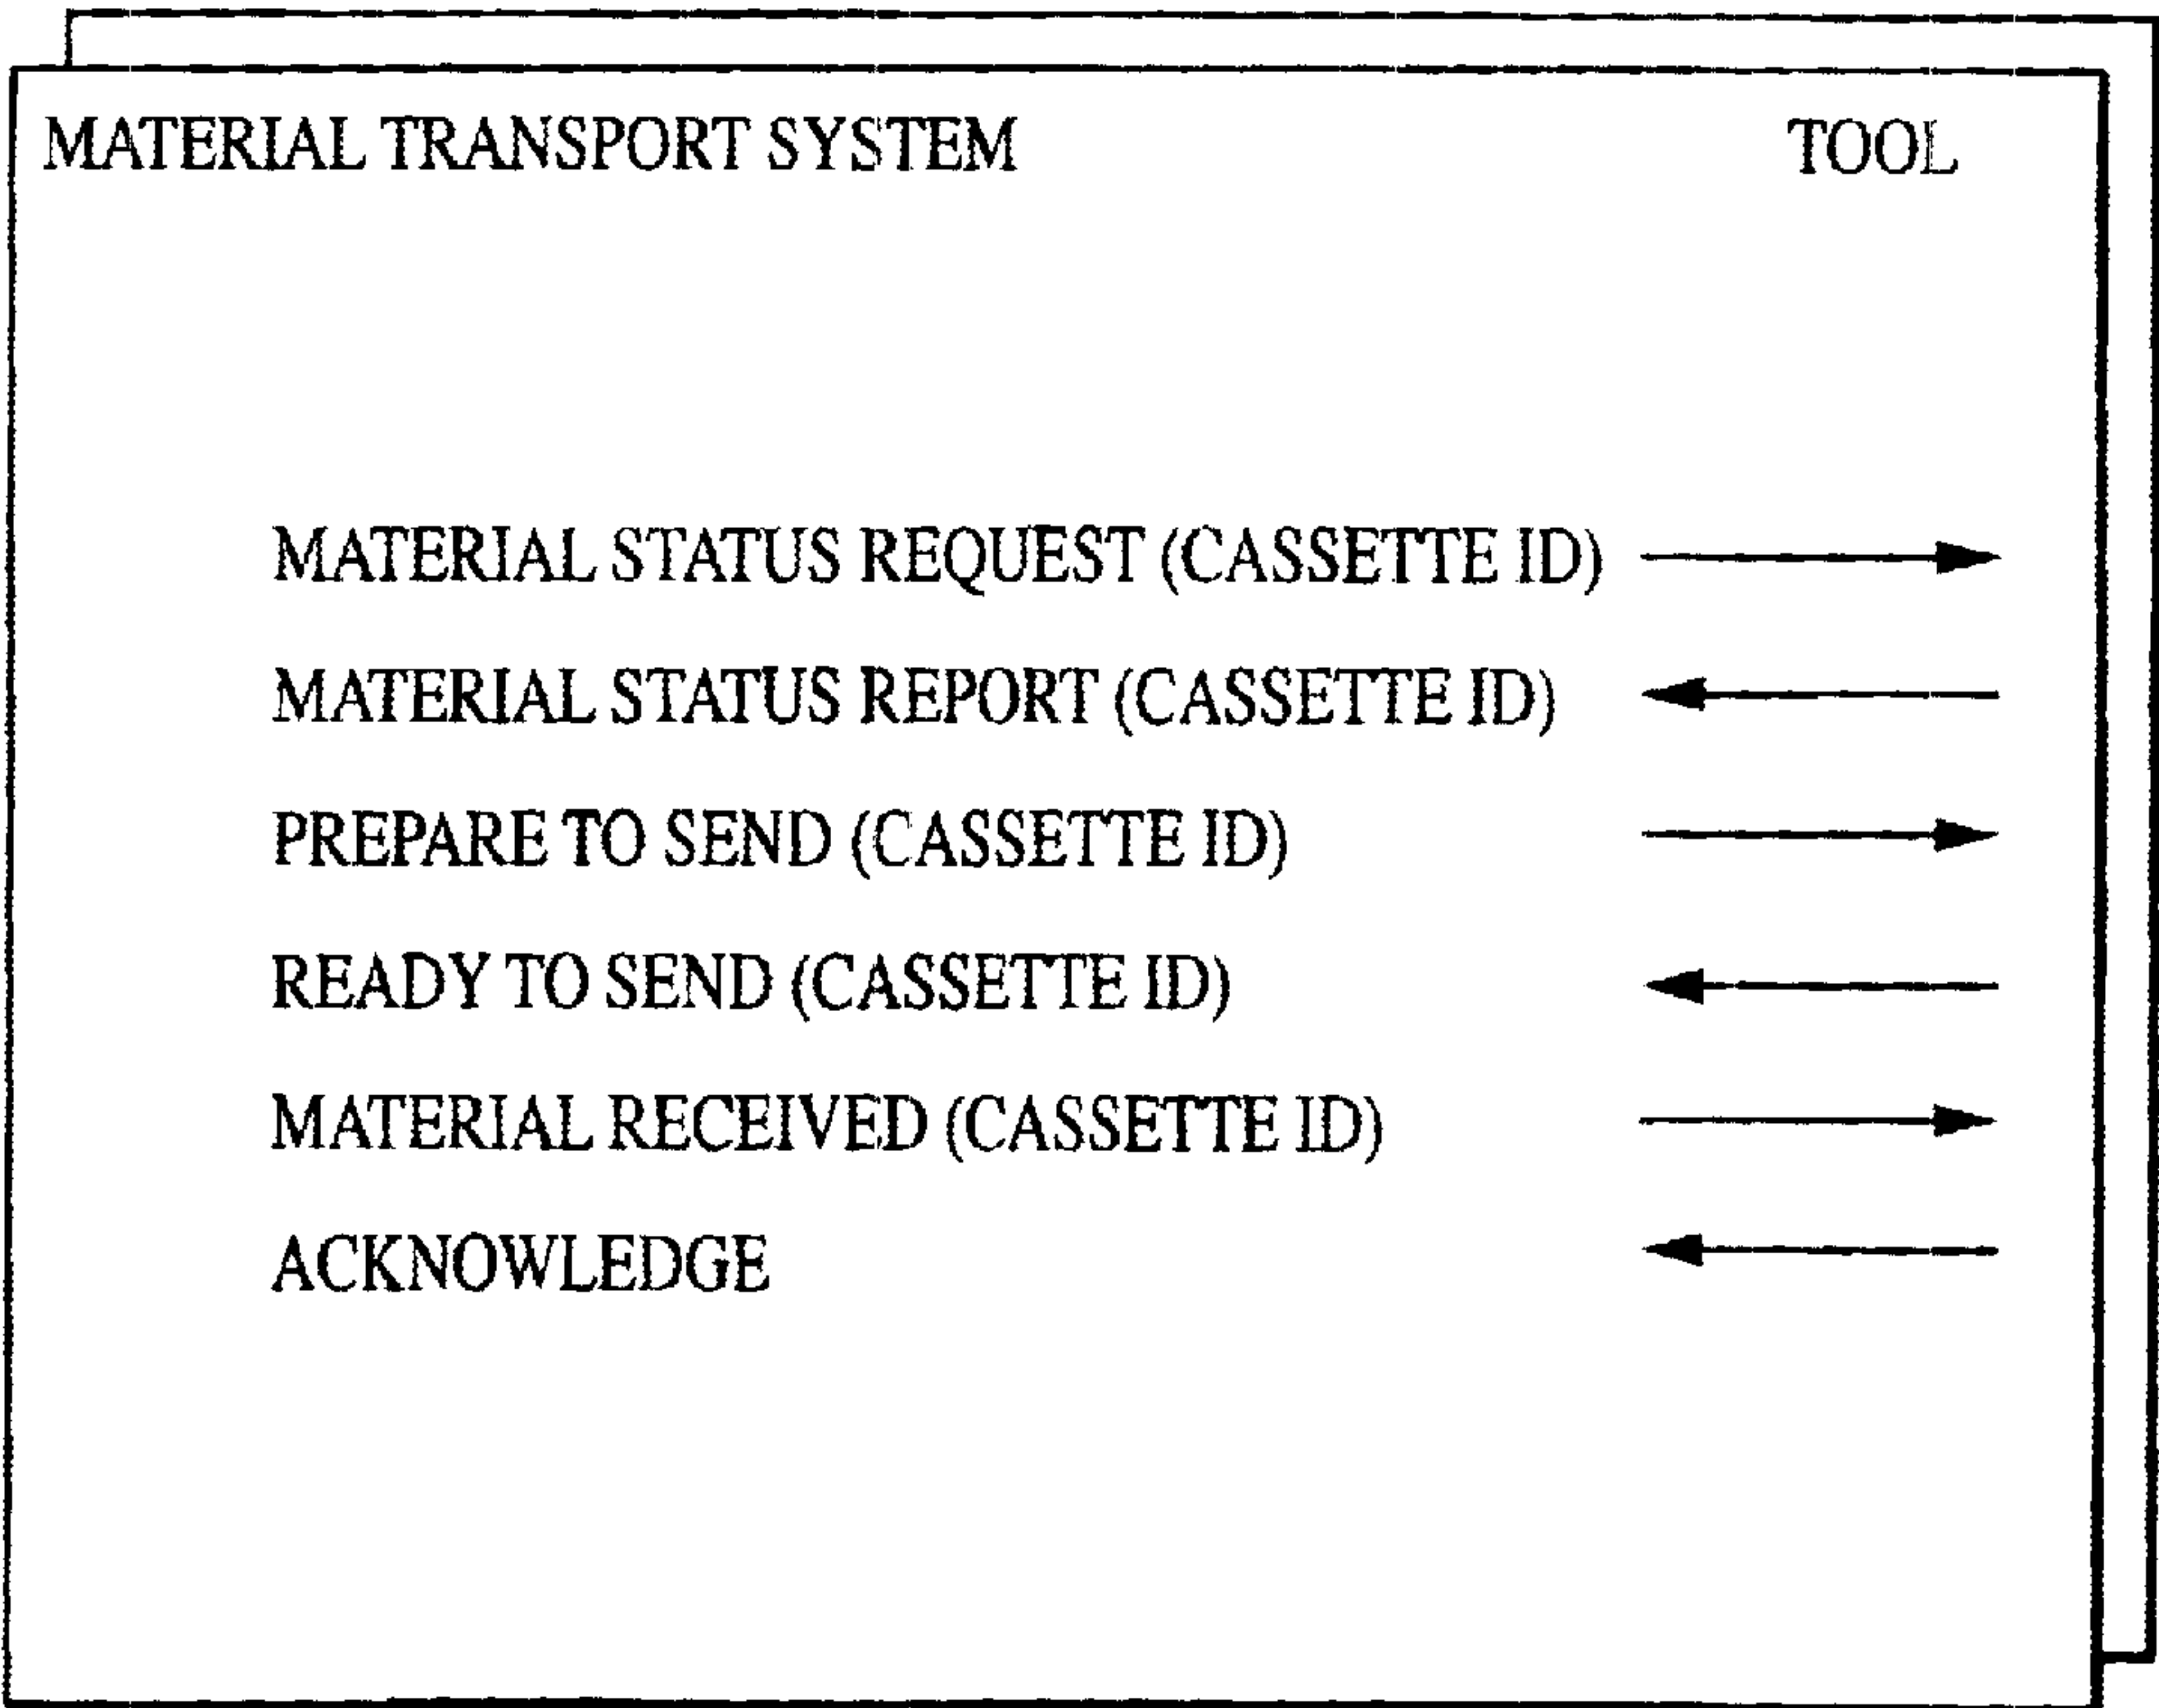 MATERIAL TRANSPORT SYSTEM TOOL
MATERIAL STATUS REQUEST (CASSETTE ID)
MATERIAL STATUS REPORT (CASSETTE ID)
PREPARE TO SEND (CASSETTE ID)
READY TO SEND (CASSETTE ID)
MATERIAL RECEIVED (CASSETTE ID)
ACKNOWLEDGE